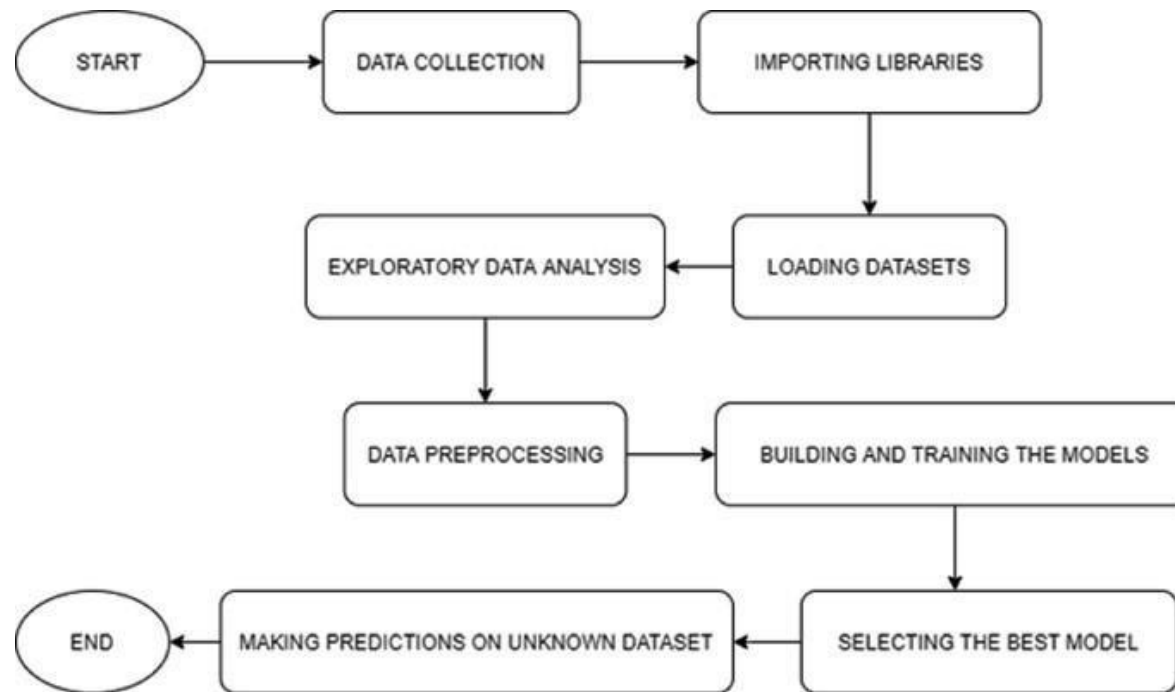 START
DATA COLLECTION
IMPORTING LIBRARIES
LOADING DATASETS
EXPLORATORY DATA ANALYSIS
DATA PREPROCESSING
BUILDING AND TRAINING THE MODELS
SELECTING THE BEST MODEL
MAKING PREDICTIONS ON UNKNOWN DATASET
END